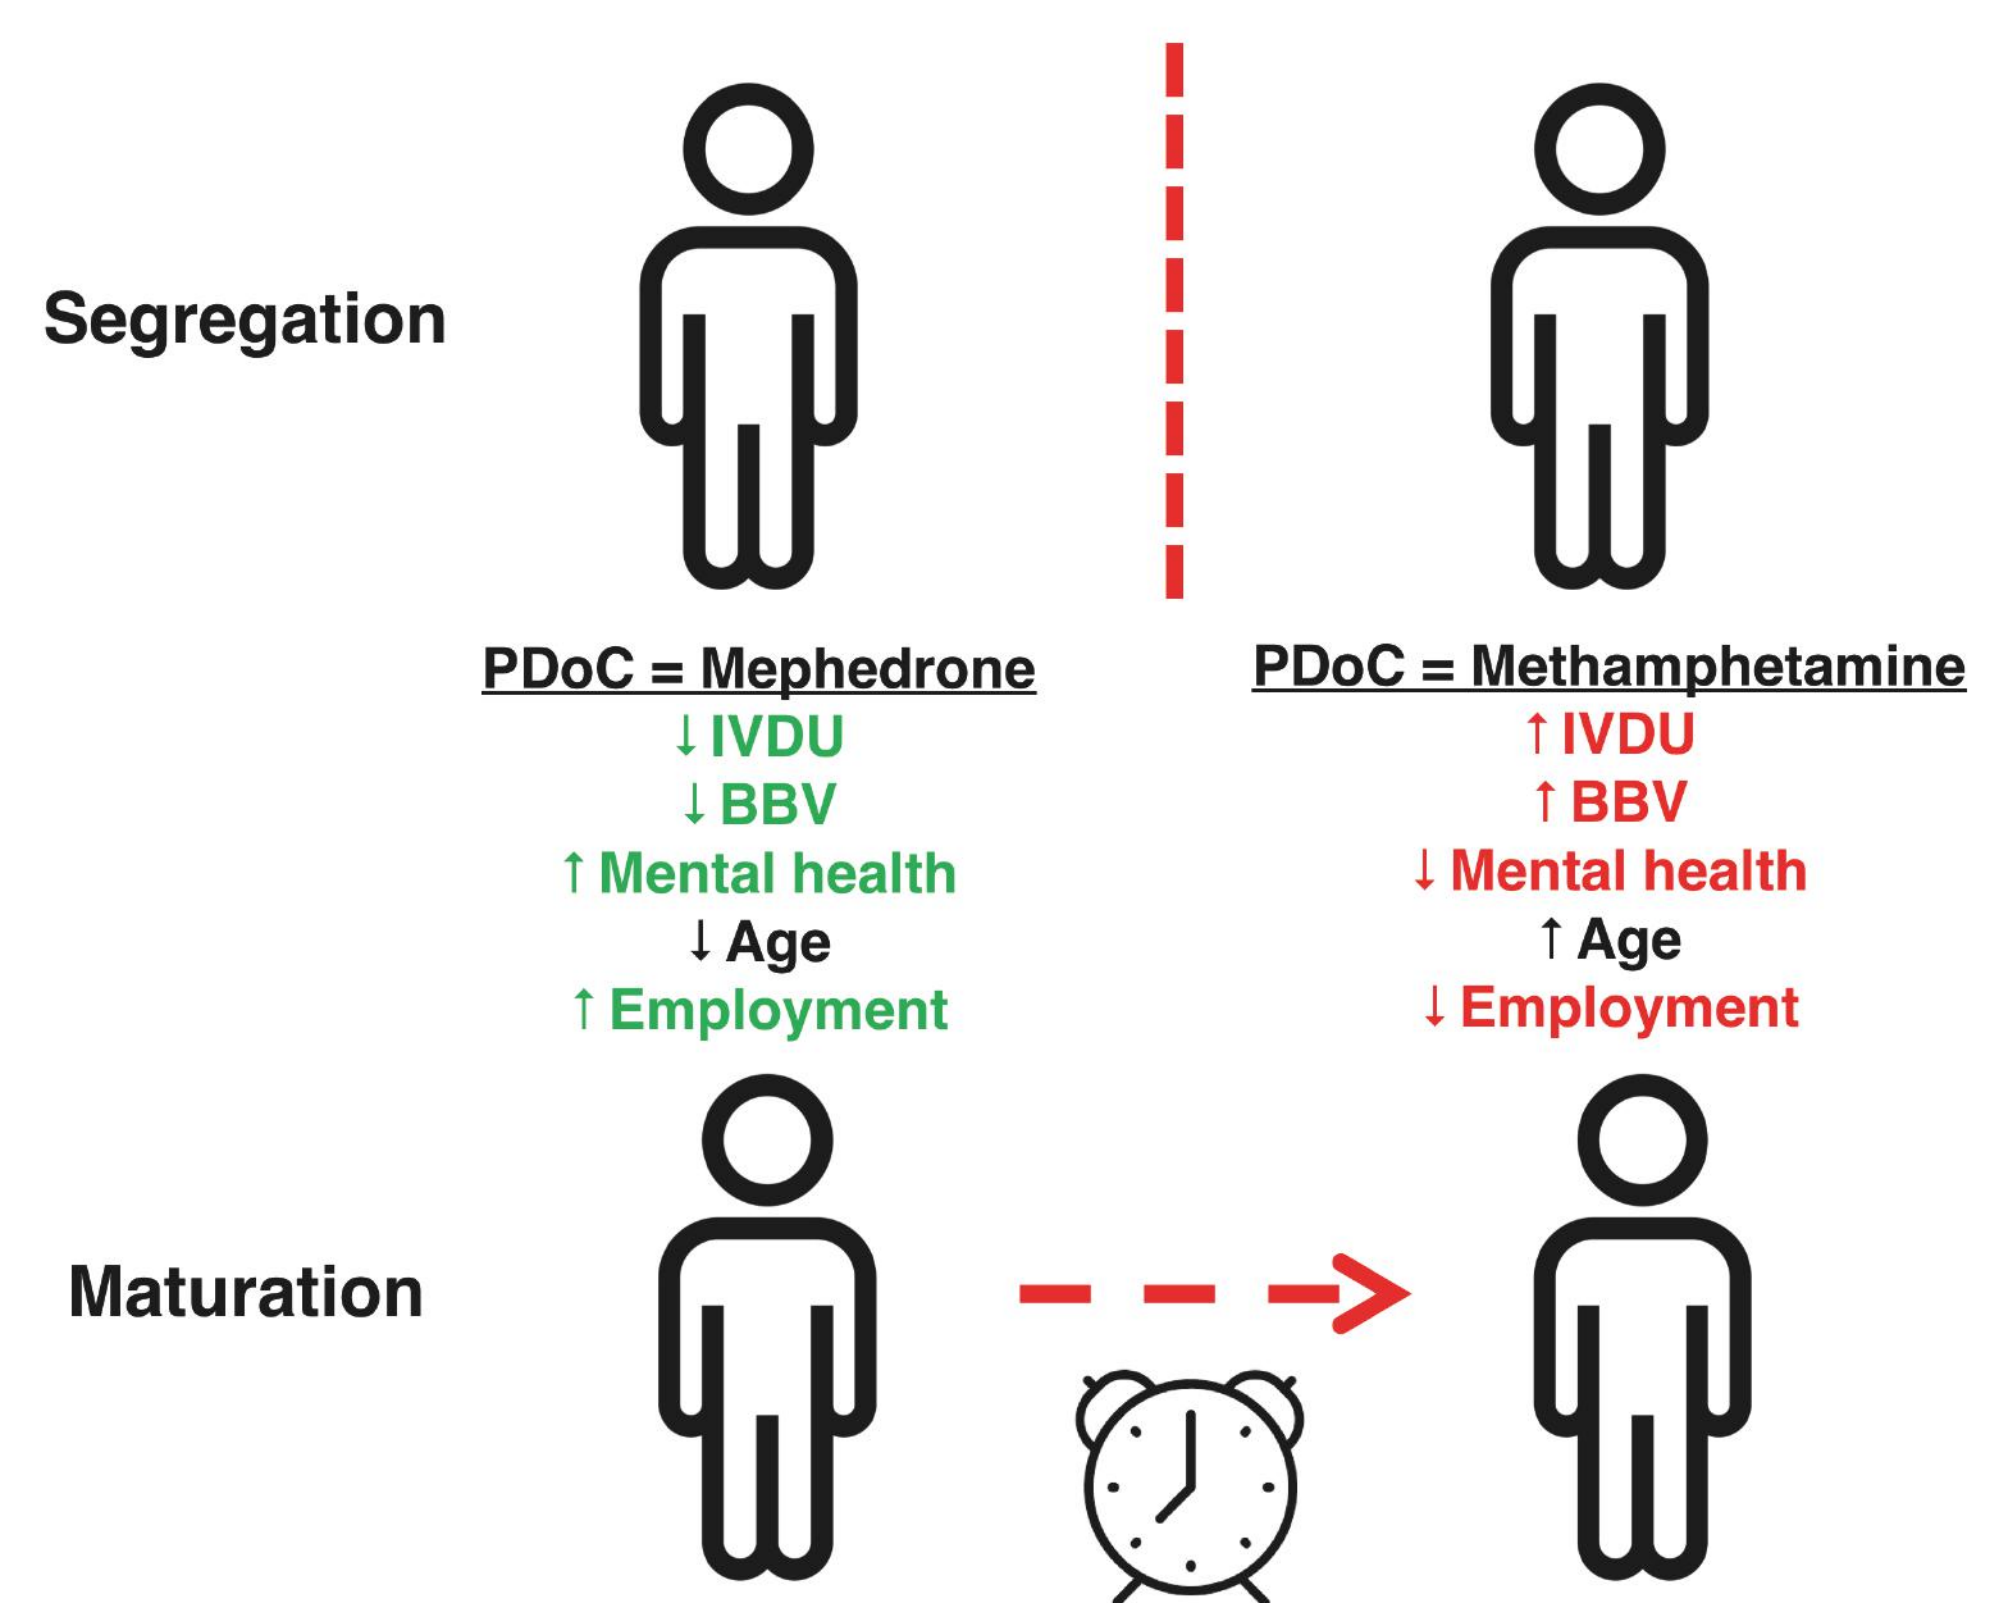 Segregation
PDoC = Mephedrone
↓ IVDU
↓ BBV
↑ Mental health
↓ Age
↑ Employment
PDoC = Methamphetamine
↑ IVDU
↑ BBV
↓ Mental health
↑ Age
↓ Employment
Maturation